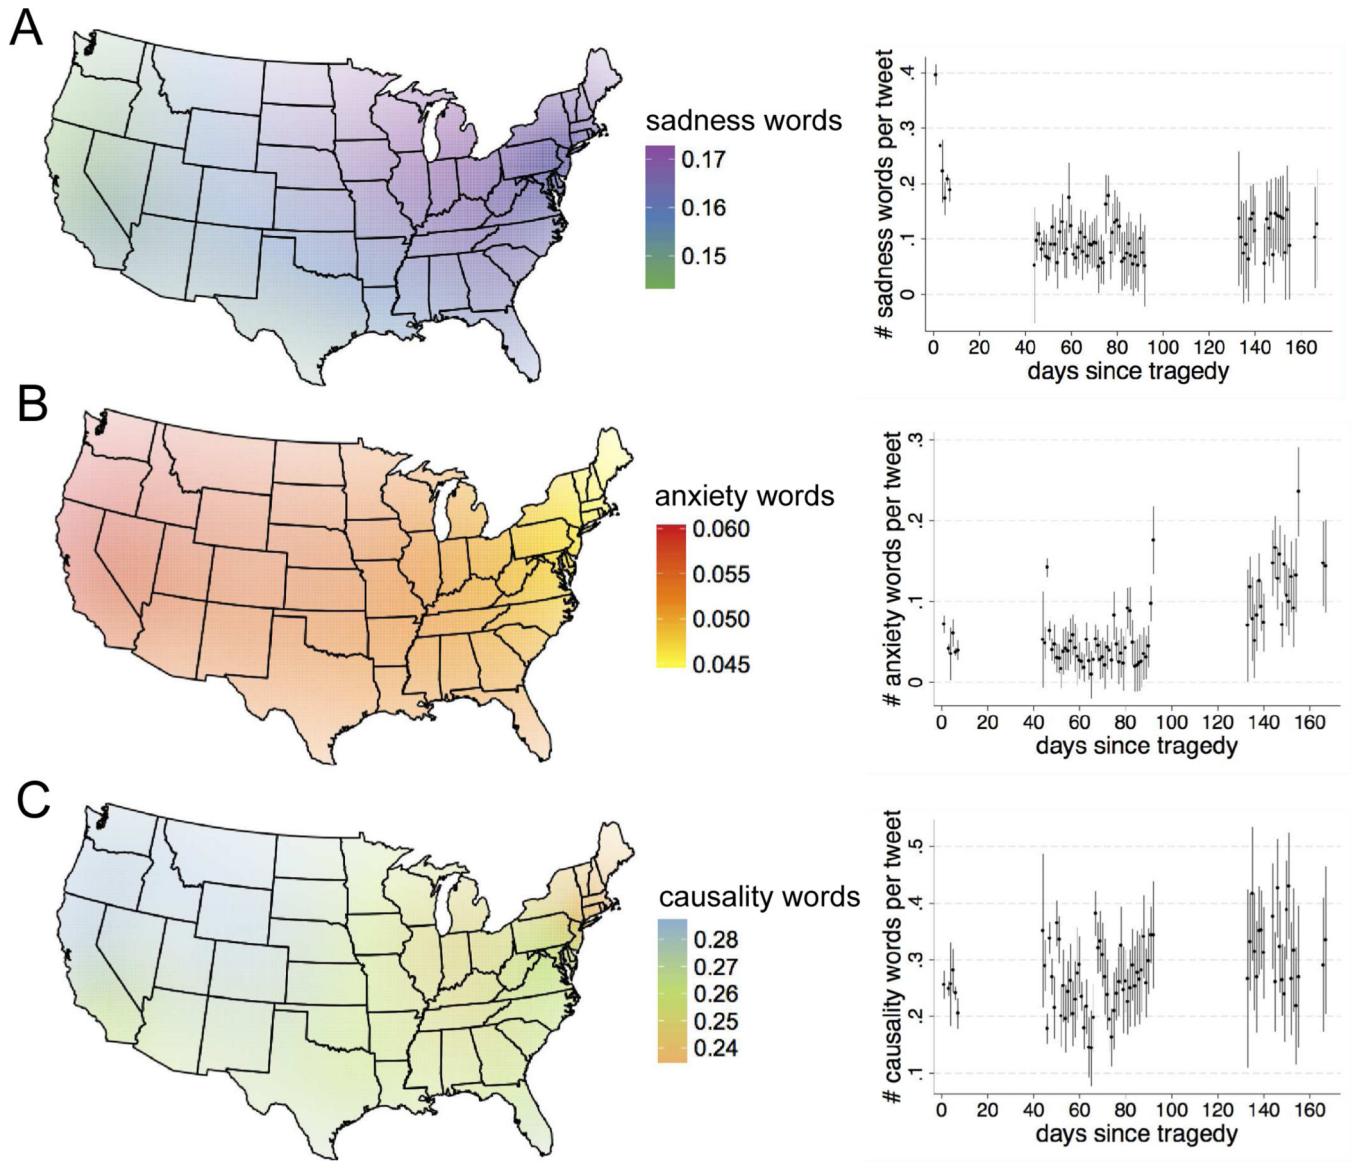 A
sadness words
0.17
0.16
0.15
# sadness words per tweet
.4
.3
.2
.1
0
0 20 40 60 80 100 120 140 160
days since tragedy
B
anxiety words
0.060
0.055
0.050
0.045
# anxiety words per tweet
.3
.2
.1
0
0 20 40 60 80 100 120 140 160
days since tragedy
C
causality words
0.28
0.27
0.26
0.25
0.24
# causality words per tweet
.5
.4
.3
.2
.1
0 20 40 60 80 100 120 140 160
days since tragedy